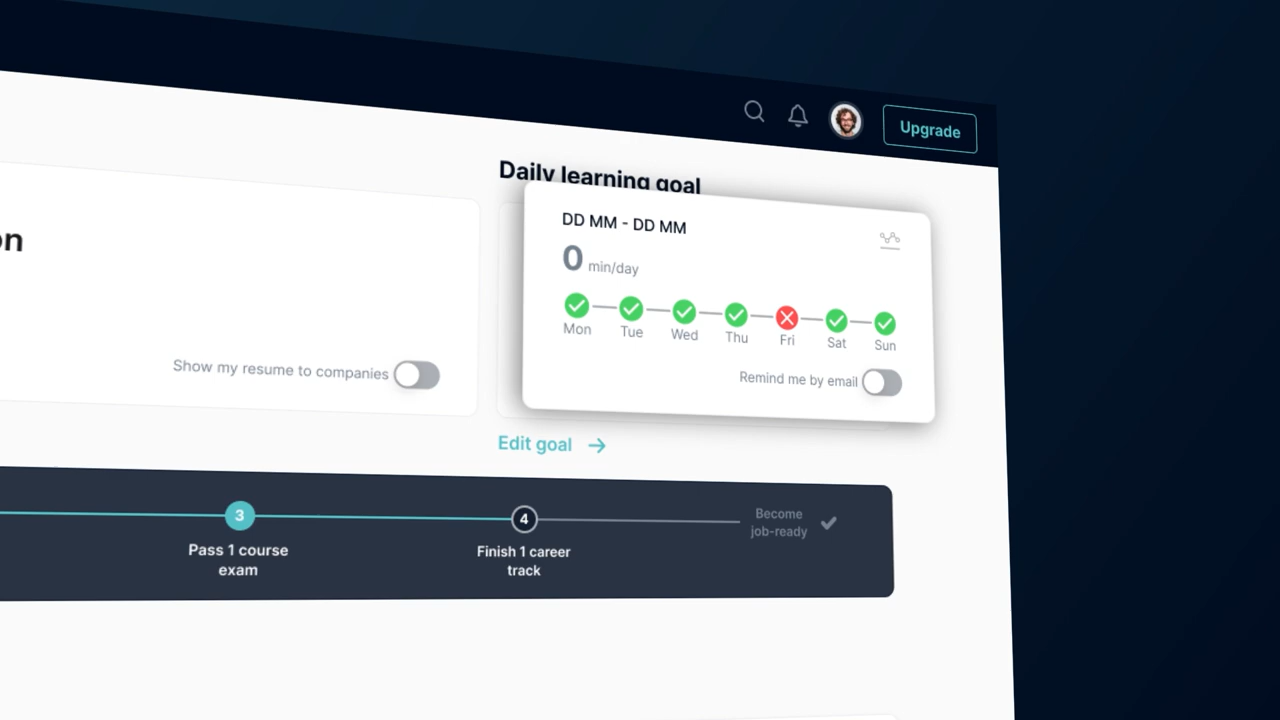 Upgrade
Daily learning goal
on
DD MM - DD MM
0 min/day
Mon Tue Wed Thu Fri Sat Sun
Show my resume to companies
Remind me by email
Edit goal
3
4
Pass 1 course
exam
Finish 1 career
track
Become
job-ready